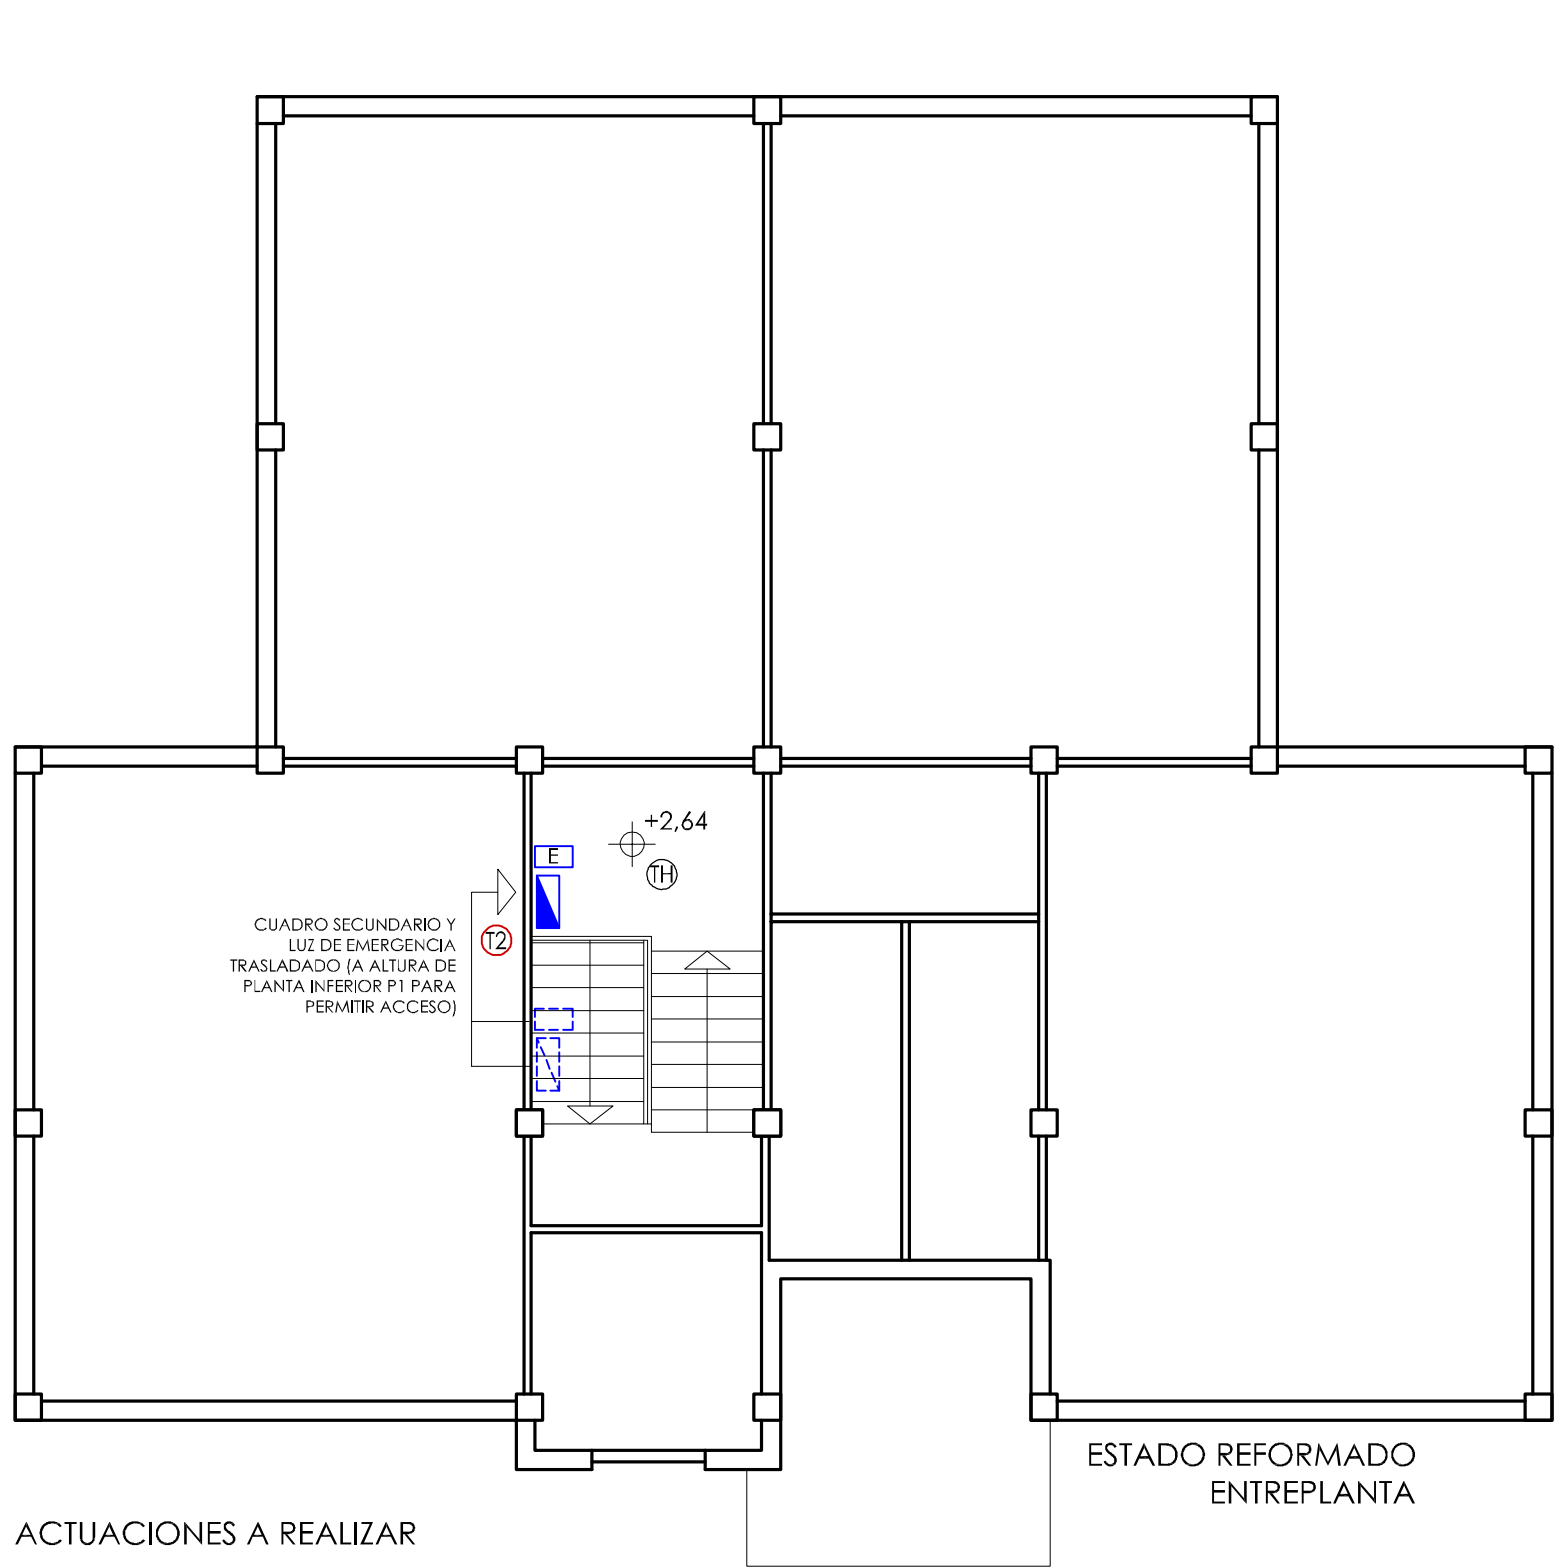 +2,64
E
TH
CUADRO SECUNDARIO Y
LUZ DE EMERGENCIA
TRASLADADO (A ALTURA DE
PLANTA INFERIOR P1 PARA
PERMITIR ACCESO)
T2
ESTADO REFORMADO
ENTREPLANTA
ACTUACIONES A REALIZAR